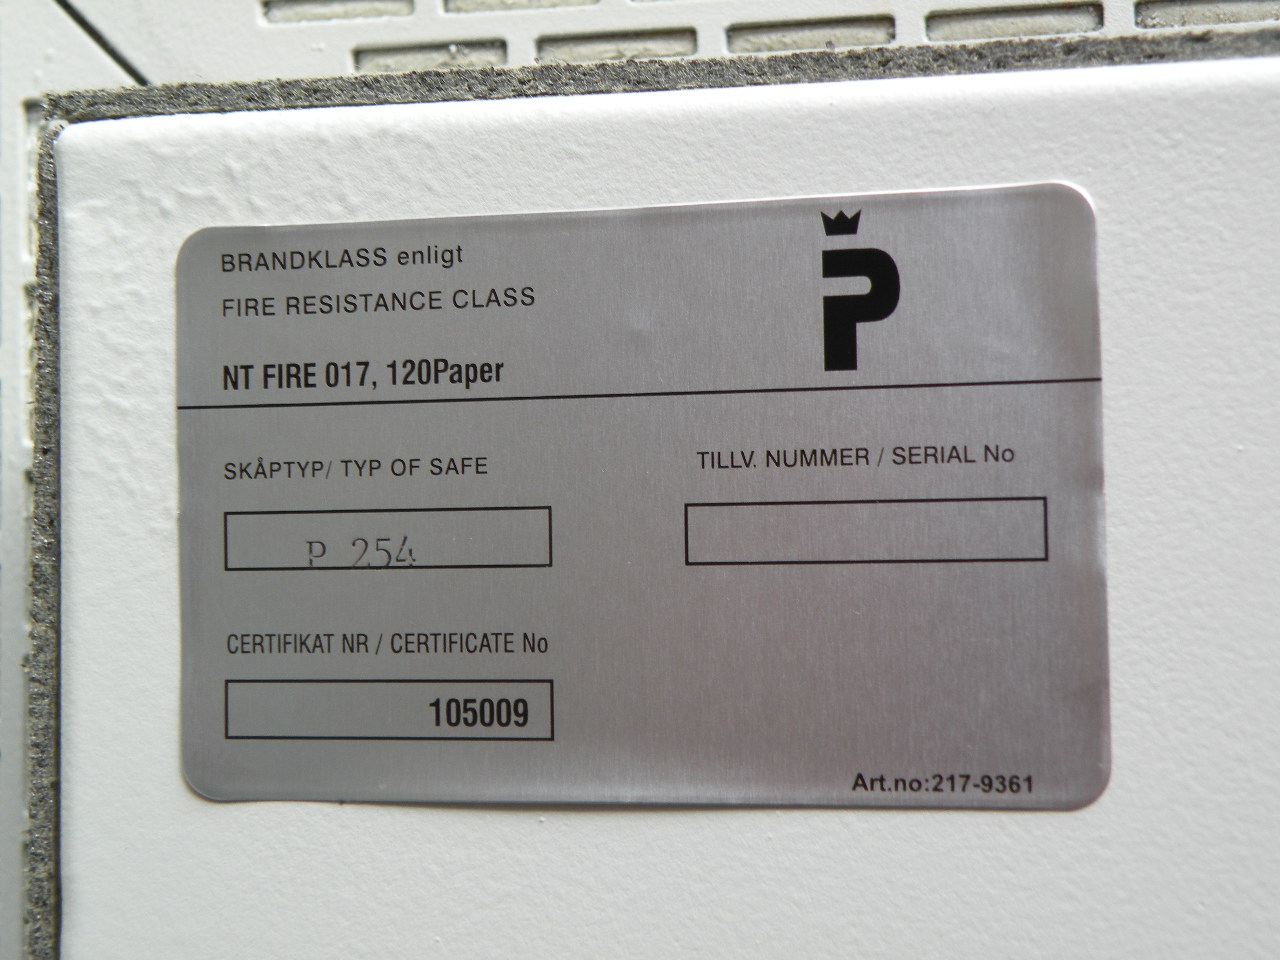 BRANDKLASS enligt
FIRE RESISTANCE CLASS
NT FIRE 017, 120Paper
P
SKÅPTYP/ TYP OF SAFE
P 254
TILLV. NUMMER / SERIAL No
CERTIFIKAT NR / CERTIFICATE No
105009
Art.no:217-9361